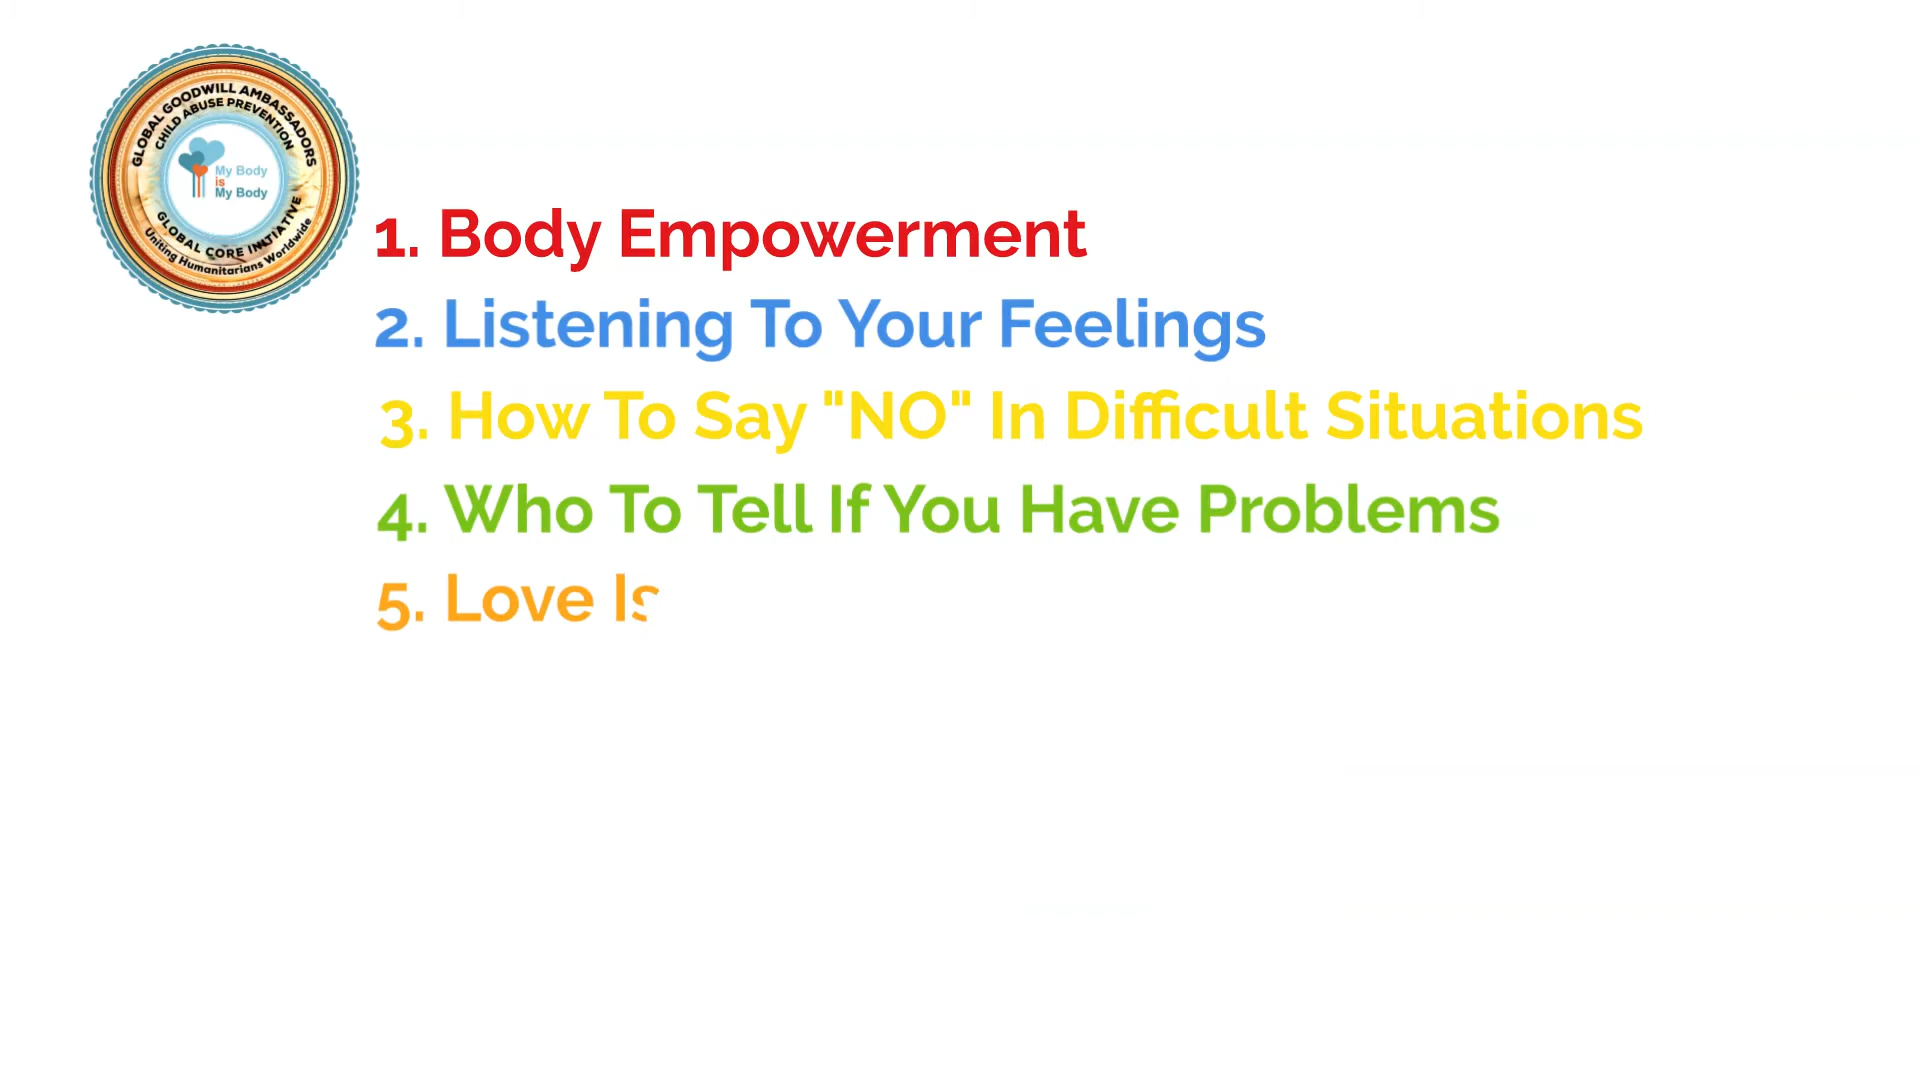 GLOBAL GOODWILL AMBASSADORS
CHILD ABUSE PREVENTION
My Body
is
My Body
GLOBAL CORE INITIATIVE
Uniting Humanitarians Worldwide
1. Body Empowerment
2. Listening To Your Feelings
3. How To Say "NO" In Difficult Situations
4. Who To Tell If You Have Problems
5. Love Is